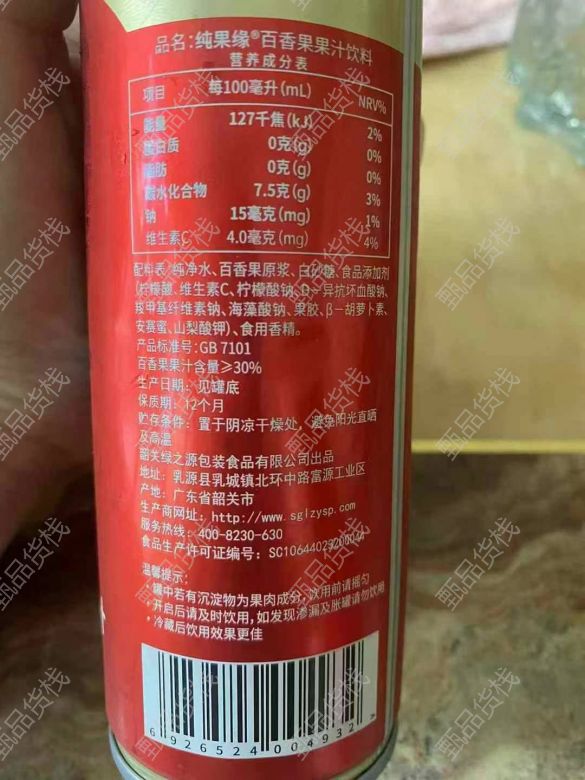 品名:纯果缘®百香果果汁饮料
营养成分表
项目 每100毫升(mL) NRV%
能量 127千焦(kJ) 2%
蛋白质 0克(g) 0%
脂肪 0克(g) 0%
碳水化合物 7.5克(g) 3%
钠 15毫克(mg) 1%
维生素C 4.0毫克(mg) 4%
配料表:纯净水、百香果原浆、白砂糖、食品添加剂
(柠檬酸、维生素C、柠檬酸钠、D-异抗坏血酸钠、
羧甲基纤维素钠、海藻酸钠、果胶、β-胡萝卜素、
安赛蜜、山梨酸钾)、食用香精。
产品标准号:GB 7101
百香果果汁含量≥30%
生产日期:见罐底
保质期:12个月
贮存条件:置于阴凉干燥处,避免阳光直晒
及高温
韶关绿之源包装食品有限公司出品
地址:乳源县乳城镇北环中路富源工业区
产地:广东省韶关市
生产商网址:http://www.sglzysp.com
服务热线:400-8230-630
食品生产许可证编号:
温馨提示:
·罐中若有沉淀物为果肉成分,饮用前请摇匀
·开启后请及时饮用,如发现渗漏及胀罐请勿饮用
·冷藏后饮用效果更佳
6 926524 004932 >
甄品货栈